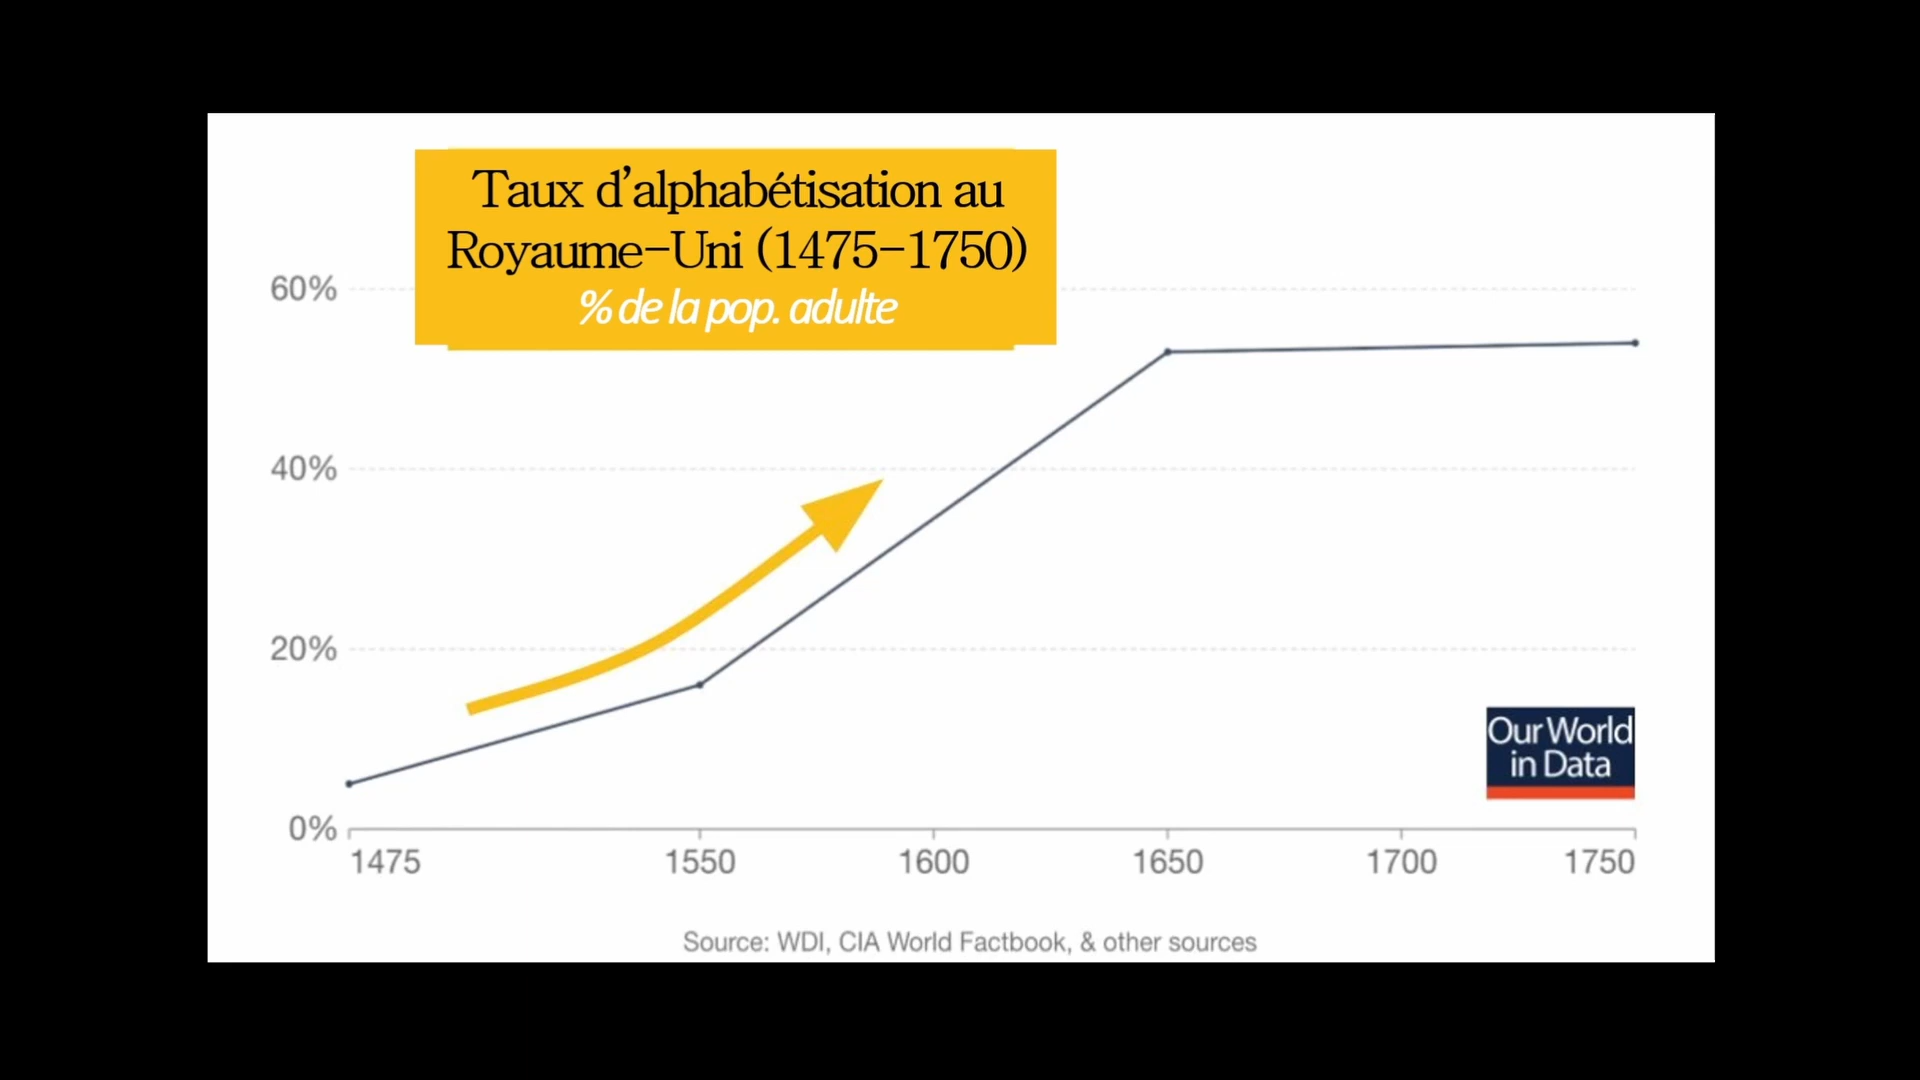 Taux d’alphabétisation au
Royaume-Uni (1475-1750)
% de la pop. adulte
60%
40%
20%
0%
1475 1550 1600 1650 1700 1750
Our World
in Data
Source: WDI, CIA World Factbook, & other sources